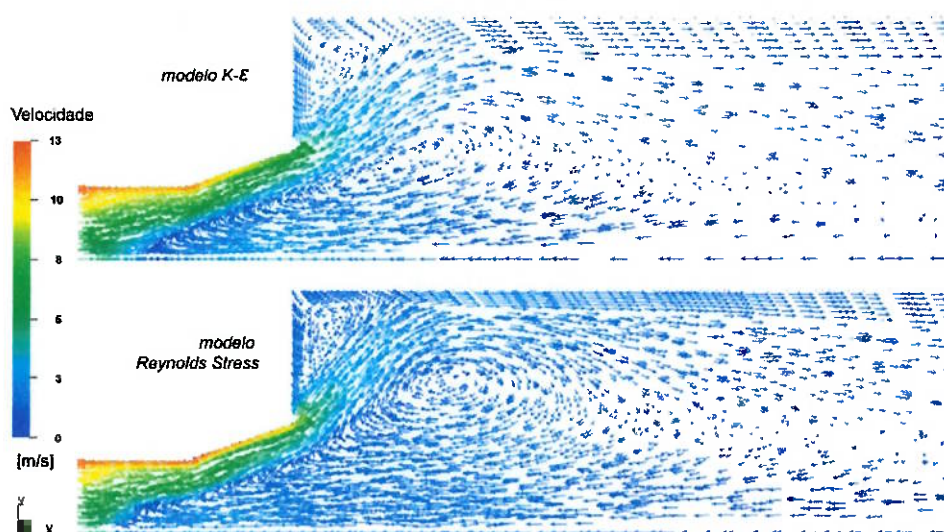 modelo K-ε
Velocidade
13
10
8
5
3
0
[m/s]
modelo
Reynolds Stress